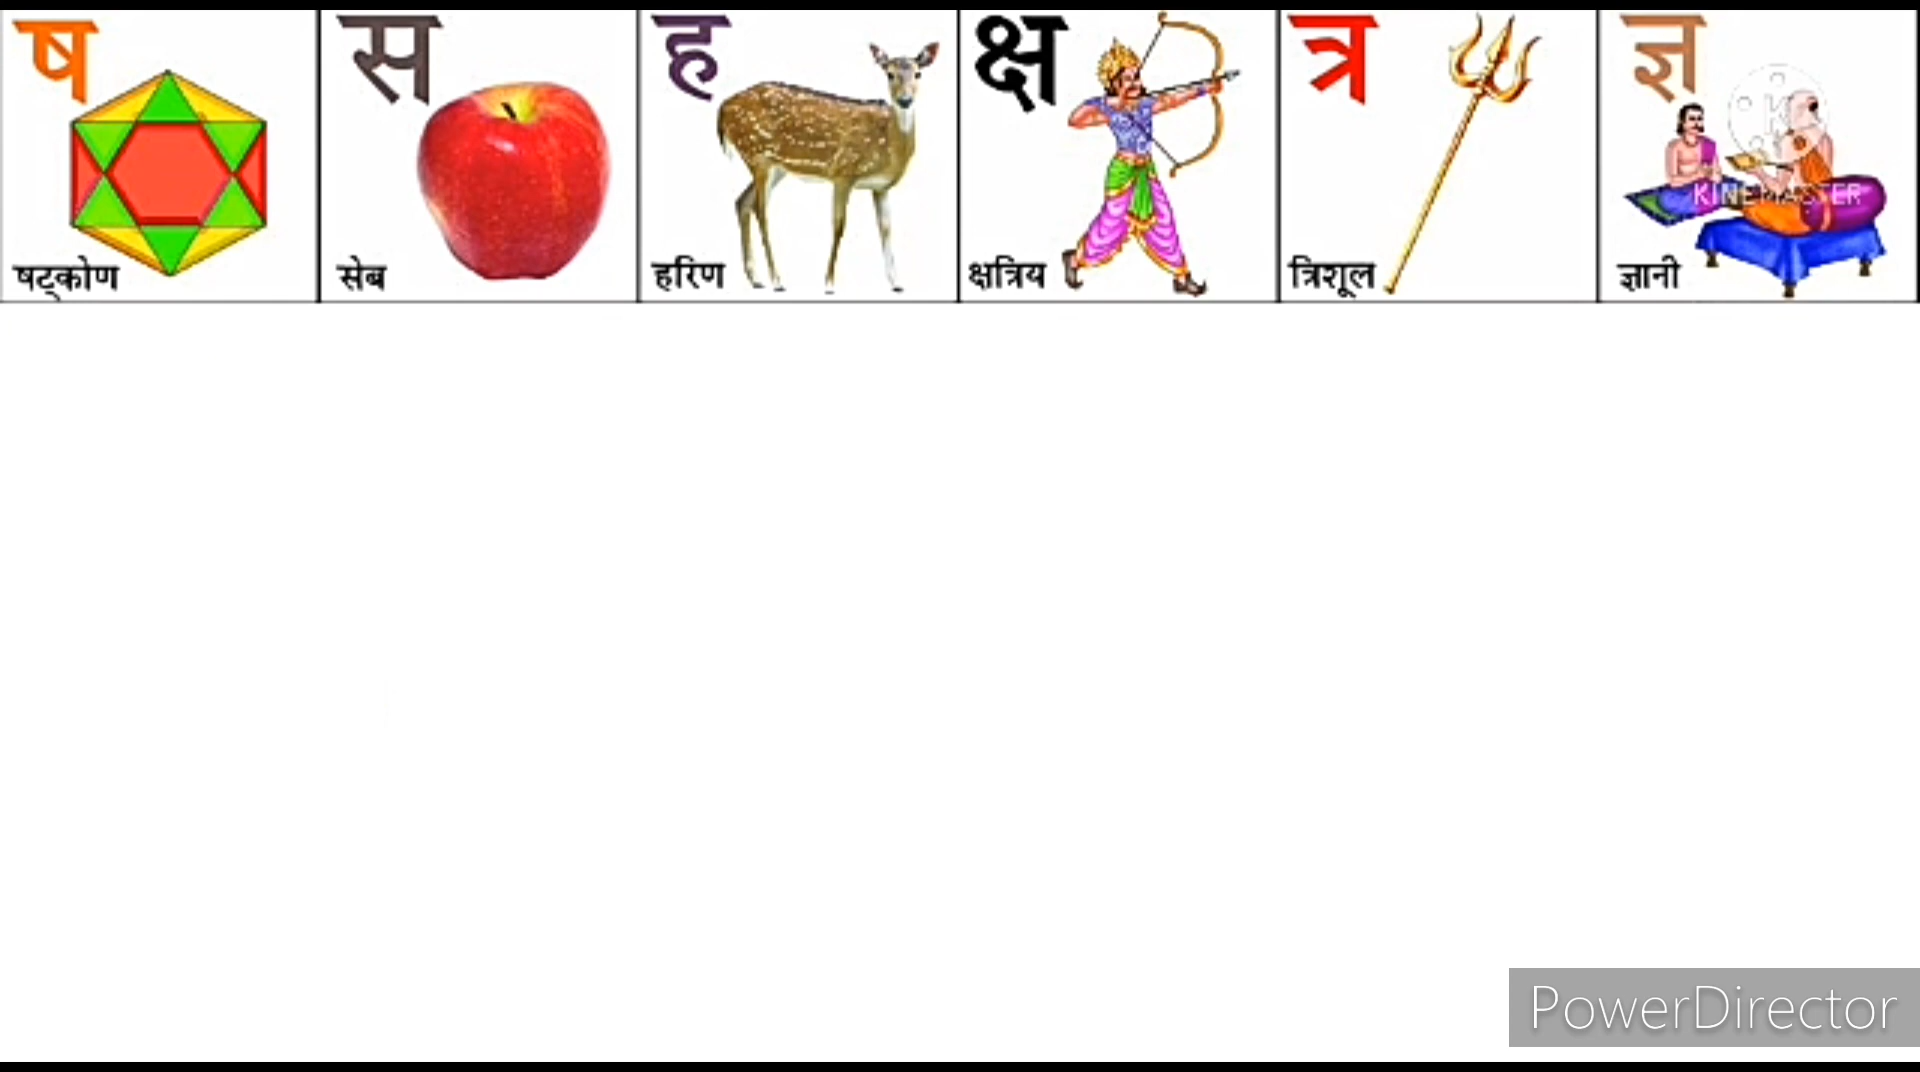 ष
षट्कोण
स
सेब
ह
हरिण
क्ष
क्षत्रिय
त्र
त्रिशूल
ज्ञ
ज्ञानी
K
KINEMASTER
PowerDirector